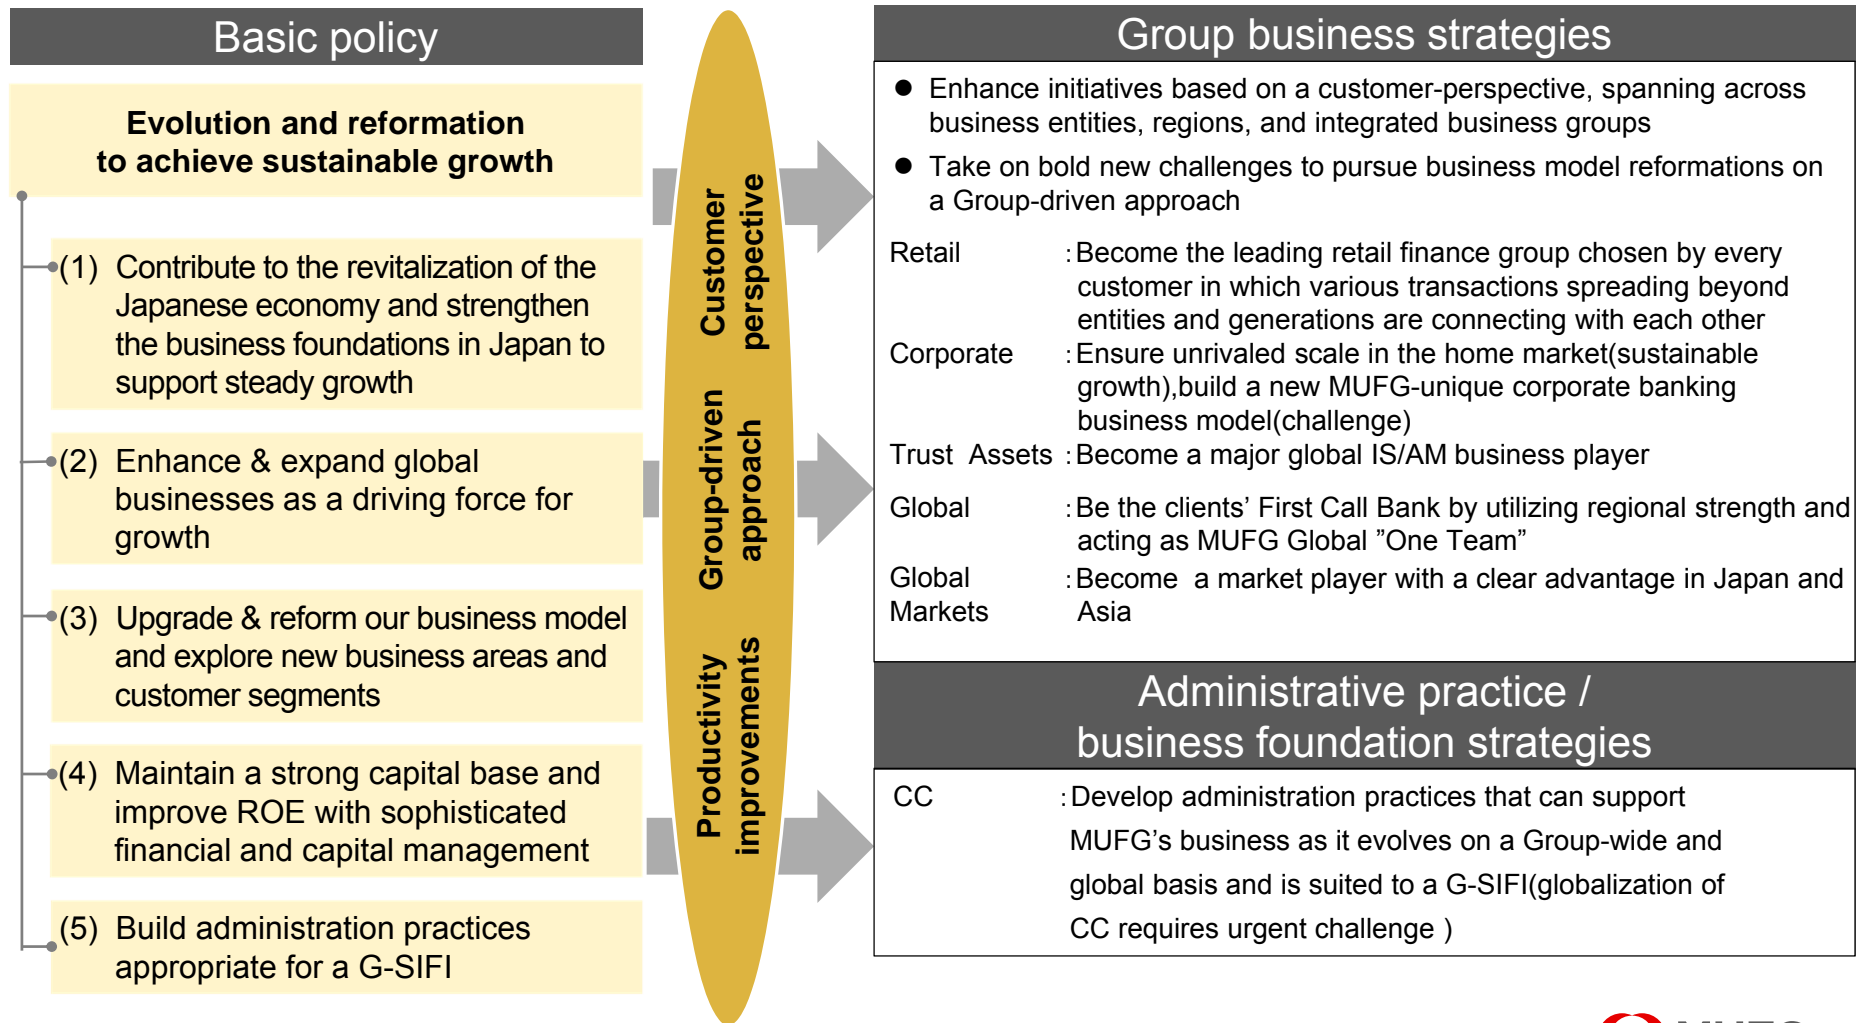 Basic policy
Evolution and reformation
to achieve sustainable growth
(1) Contribute to the revitalization of the
Japanese economy and strengthen
the business foundations in Japan to
support steady growth
(2) Enhance & expand global
businesses as a driving force for
growth
(3) Upgrade & reform our business model
and explore new business areas and
customer segments
(4) Maintain a strong capital base and
improve ROE with sophisticated
financial and capital management
(5) Build administration practices
appropriate for a G-SIFI
Customer
perspective
Group-driven
approach
Productivity
improvements
Group business strategies
● Enhance initiatives based on a customer-perspective, spanning across
business entities, regions, and integrated business groups
● Take on bold new challenges to pursue business model reformations on
a Group-driven approach
Retail :Become the leading retail finance group chosen by every
customer in which various transactions spreading beyond
entities and generations are connecting with each other
Corporate :Ensure unrivaled scale in the home market(sustainable
growth),build a new MUFG-unique corporate banking
business model(challenge)
Trust Assets :Become a major global IS/AM business player
Global :Be the clients’ First Call Bank by utilizing regional strength and
acting as MUFG Global ”One Team”
Global :Become a market player with a clear advantage in Japan and
Markets Asia
Administrative practice /
business foundation strategies
CC :Develop administration practices that can support
MUFG’s business as it evolves on a Group-wide and
global basis and is suited to a G-SIFI(globalization of
CC requires urgent challenge )